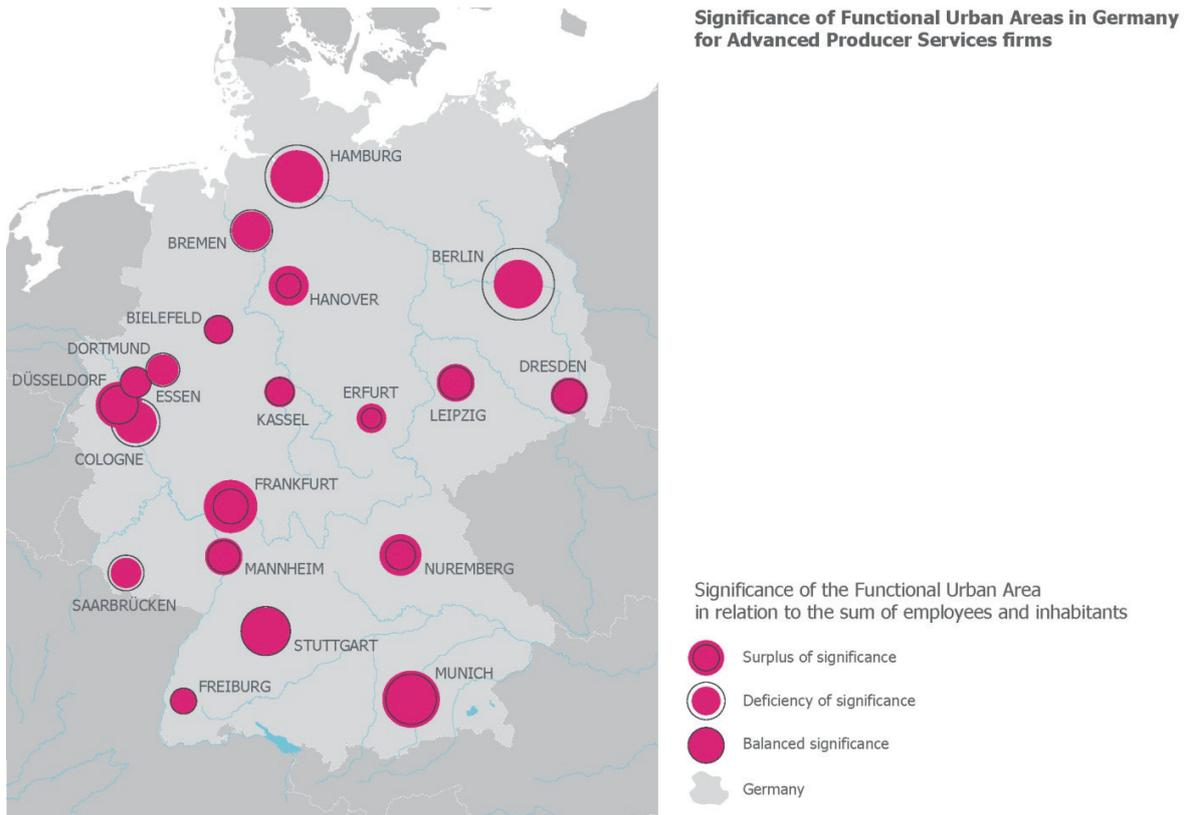 Significance of Functional Urban Areas in Germany
for Advanced Producer Services firms
HAMBURG
BREMEN
BERLIN
HANOVER
BIELEFELD
DORTMUND
DÜSSELDORF
ESSEN
DRESDEN
ERFURT
KASSEL
LEIPZIG
COLOGNE
FRANKFURT
MANNHEIM
NUREMBERG
SAARBRÜCKEN
STUTTGART
MUNICH
FREIBURG
Significance of the Functional Urban Area
in relation to the sum of employees and inhabitants
Surplus of significance
Deficiency of significance
Balanced significance
Germany